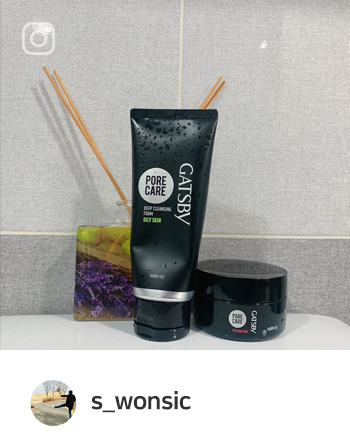 PORE
CARE
GATSBY
DEEP CLEANSING
FOAM
OILY SKIN
PORE
CARE
GATSBY
s_wonsic